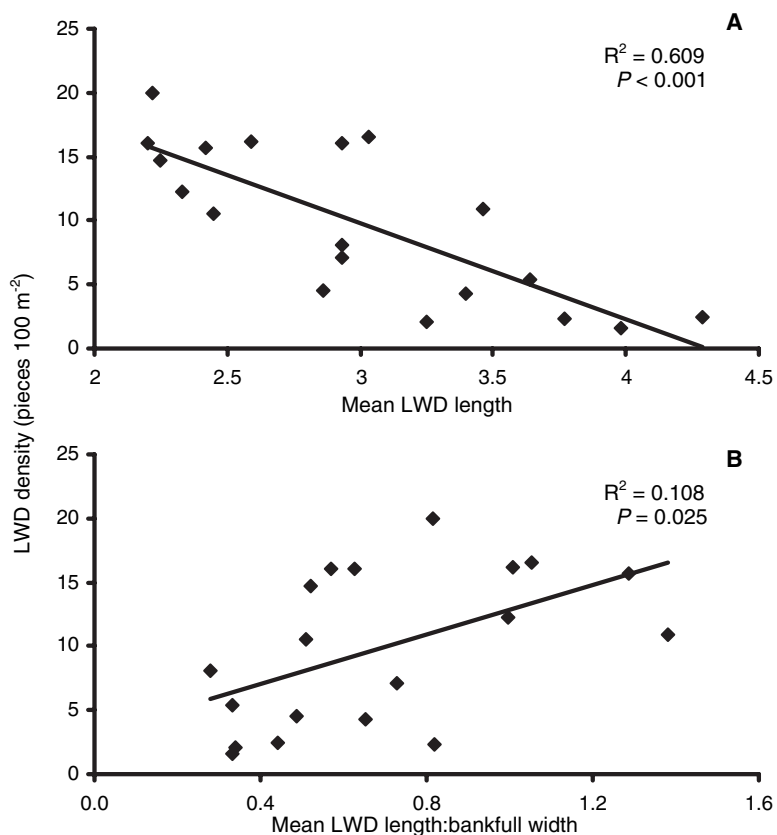 A
R² = 0.609
P < 0.001
25
20
15
10
5
0
2 2.5 3 3.5 4 4.5
Mean LWD length
LWD density (pieces 100 m⁻²)
B
R² = 0.108
P = 0.025
25
20
15
10
5
0
0.0 0.4 0.8 1.2 1.6
Mean LWD length:bankfull width